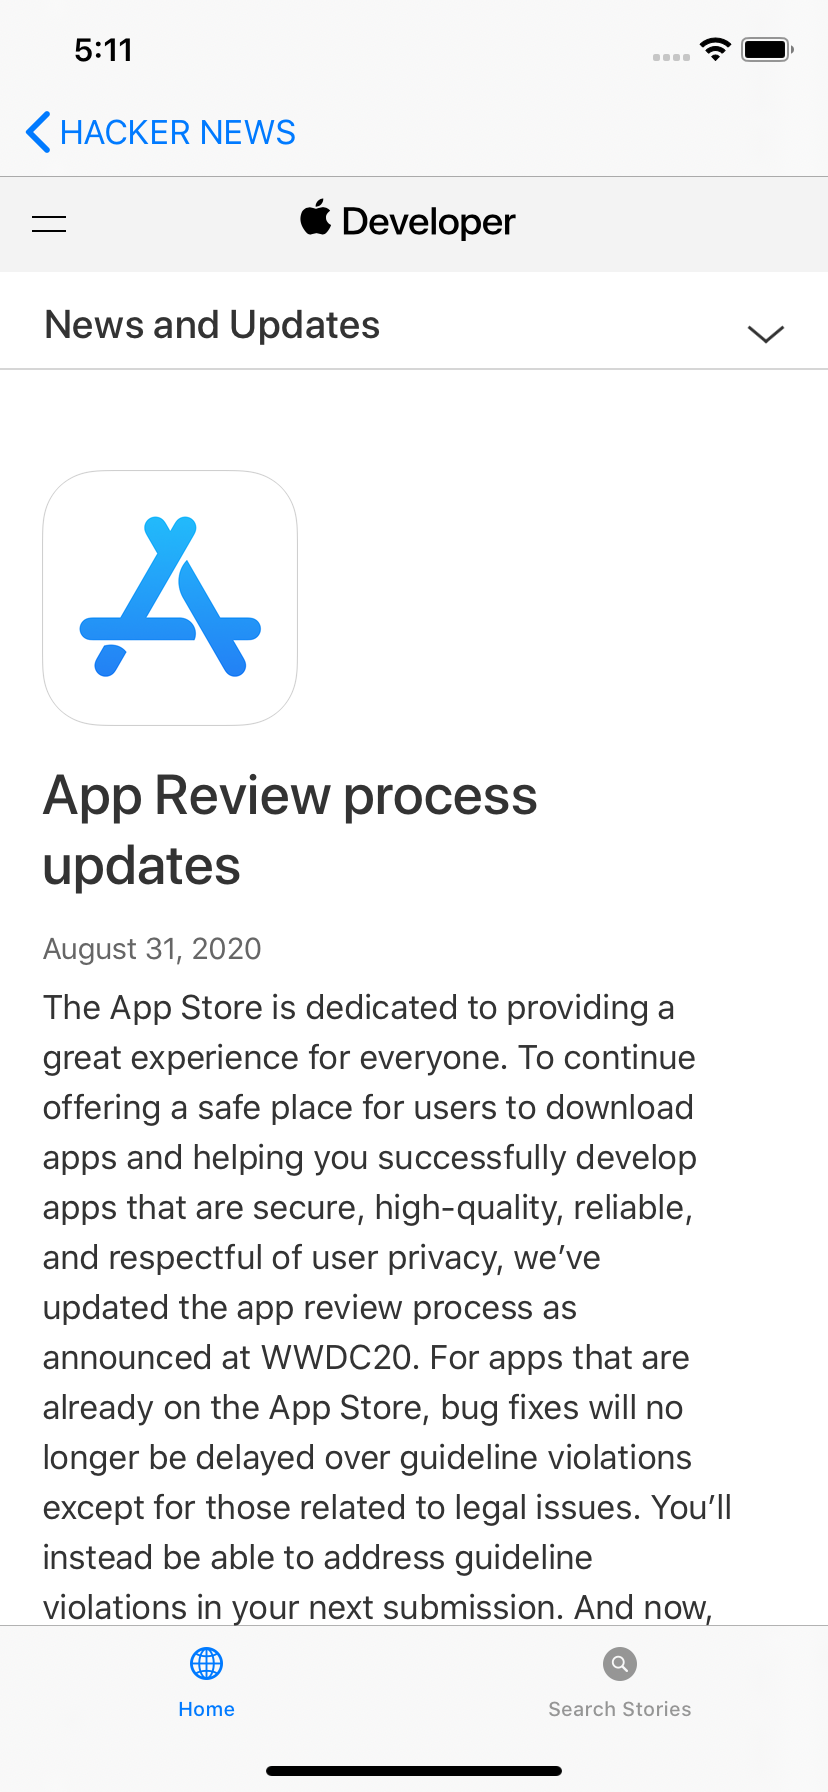 5:11
HACKER NEWS
Developer
News and Updates
App Review process
updates
August 31, 2020
The App Store is dedicated to providing a
great experience for everyone. To continue
offering a safe place for users to download
apps and helping you successfully develop
apps that are secure, high-quality, reliable,
and respectful of user privacy, we’ve
updated the app review process as
announced at WWDC20. For apps that are
already on the App Store, bug fixes will no
longer be delayed over guideline violations
except for those related to legal issues. You’ll
instead be able to address guideline
violations in your next submission. And now,
Home
Search Stories